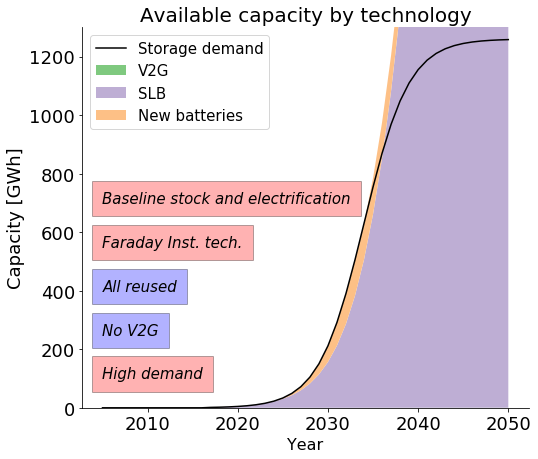 Available capacity by technology
Storage demand
V2G
SLB
New batteries
Capacity [GWh]
1200
1000
800
600
400
200
0
Baseline stock and electrification
Faraday Inst. tech.
All reused
No V2G
High demand
2010
2020
2030
2040
2050
Year